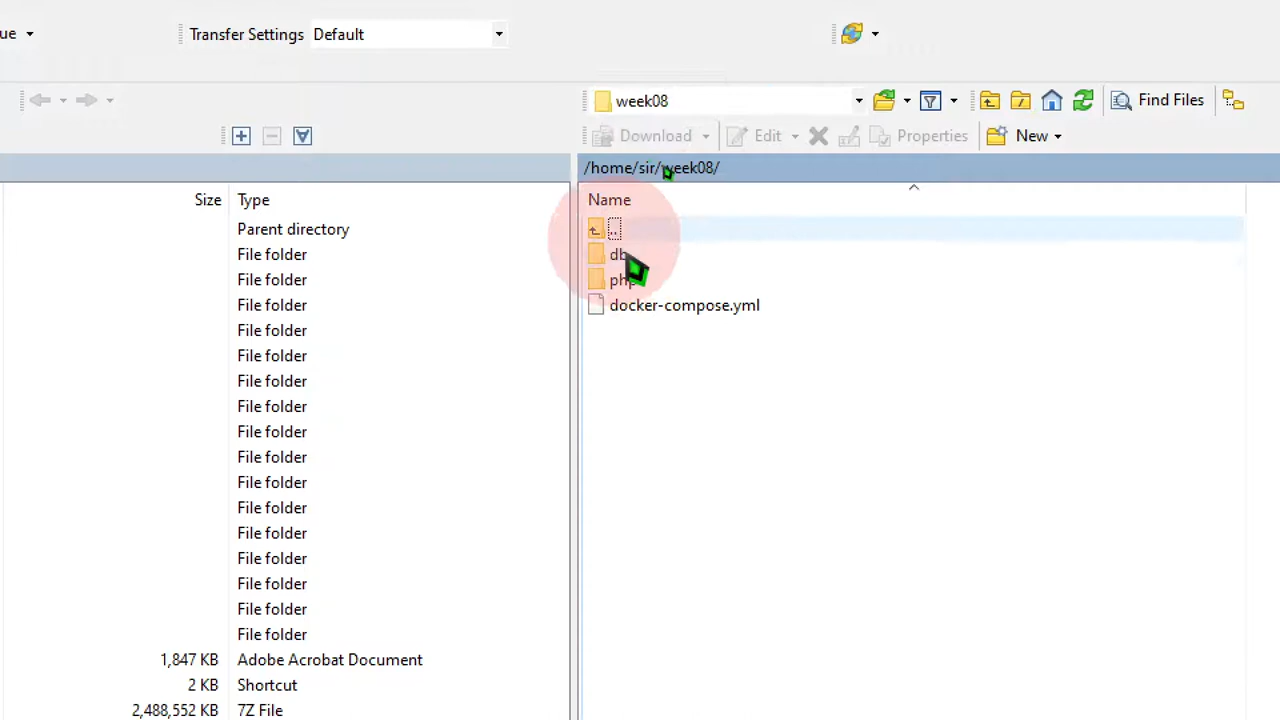 ue
Transfer Settings Default
week08
Find Files
Download Edit Properties New
/home/sir/week08/
Size Type Name
Parent directory ..
File folder db
File folder php
File folder docker-compose.yml
File folder
File folder
File folder
File folder
File folder
File folder
File folder
File folder
File folder
File folder
File folder
File folder
File folder
1,847 KB Adobe Acrobat Document
2 KB Shortcut
2,488,552 KB 7Z File